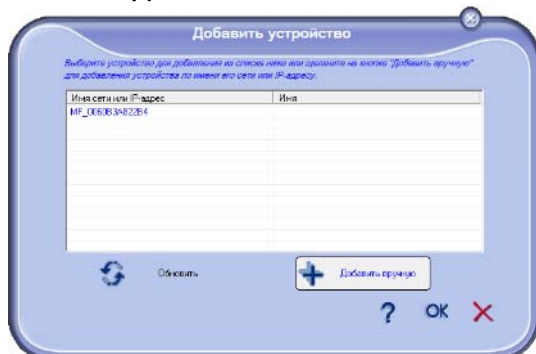 Добавить устройство
Выберите устройство для добавления из списка ниже или щелкните на кнопке "Добавить вручную"
для добавления устройства по имени его сети или IP-адресу.
Имя сети или IP-адрес Имя
MF_0060B3A822B4
Обновить Добавить вручную
? OK